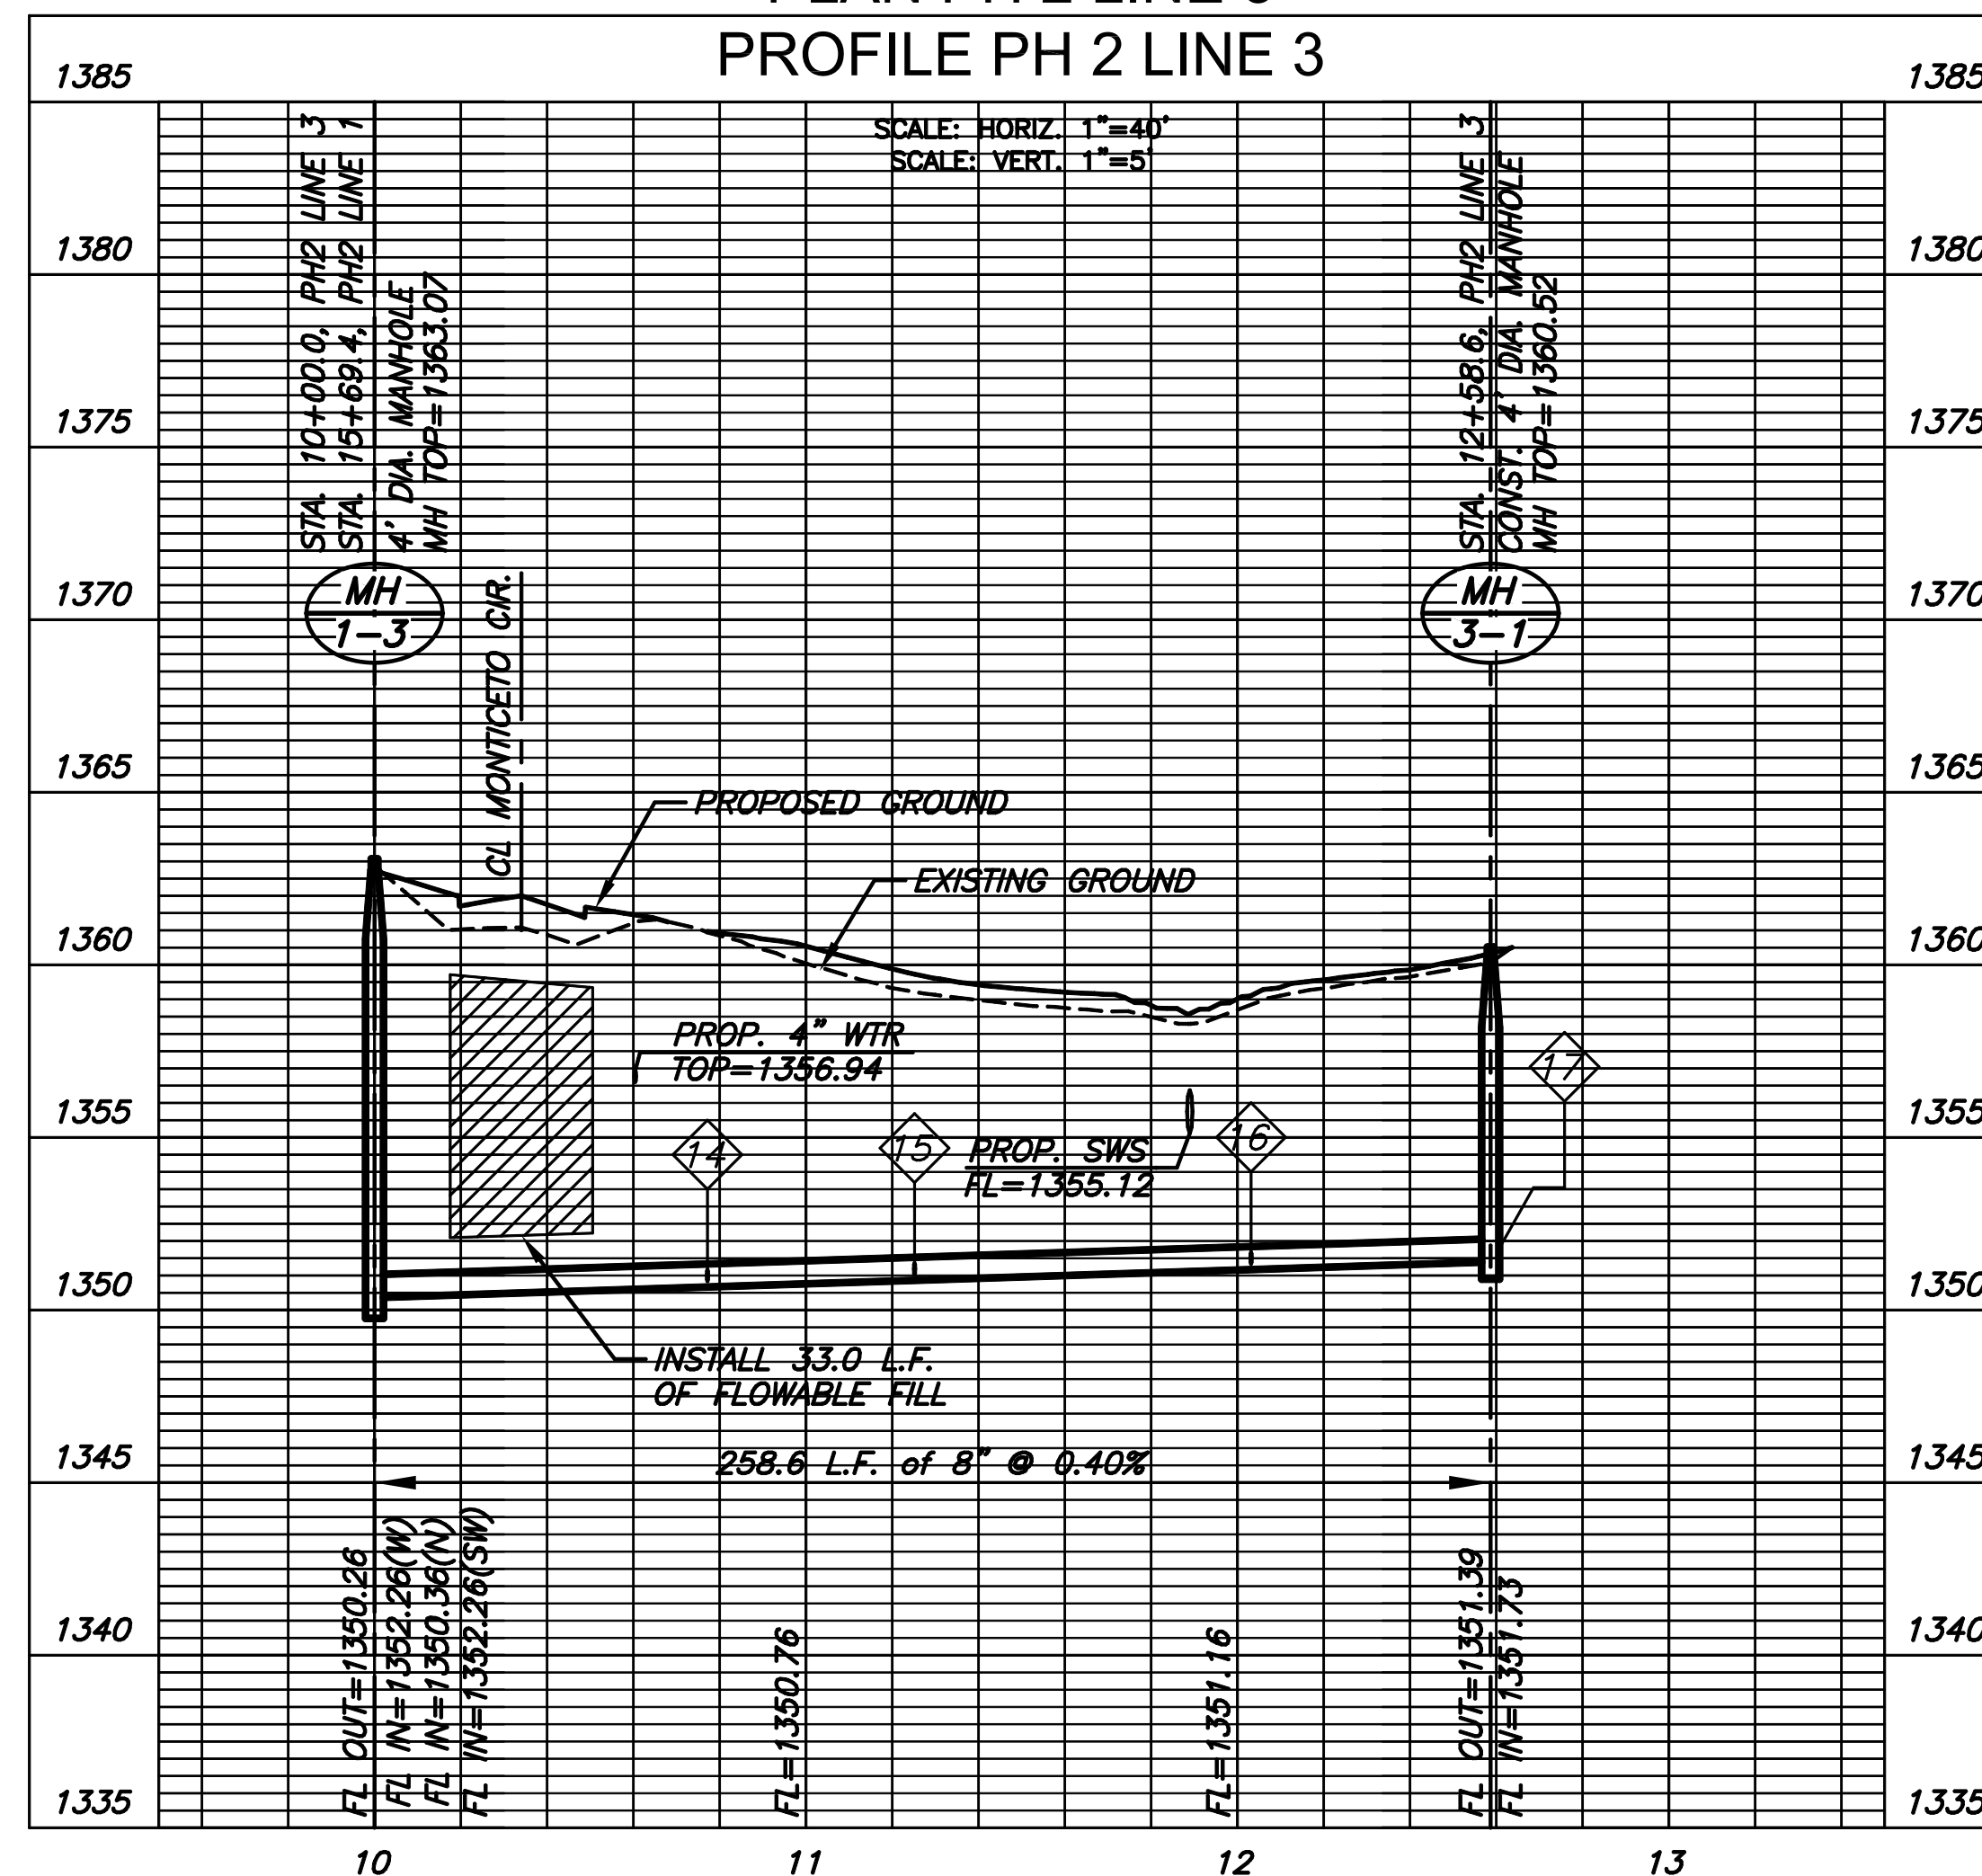 PROFILE PH 2 LINE 3
1385
1385
SCALE: HORIZ. 1"=40'
SCALE: VERT. 1"=5'
STA. 10+00.0, PH2 LINE 3
STA. 15+69.4, PH2 LINE 1
4' DIA. MANHOLE
MH TOP=1363.07
STA. 12+58.6, PH2 LINE 3
CONST. 4' DIA. MANHOLE
MH TOP=1360.52
1380
1380
1375
1375
1370
1370
MH
1-3
MH
3-1
CL MONTICETO CIR.
1365
1365
PROPOSED GROUND
EXISTING GROUND
1360
1360
PROP. 4" WTR
TOP=1356.94
17
1355
1355
14
15
PROP. SWS
FL=1355.12
16
1350
1350
INSTALL 33.0 L.F.
OF FLOWABLE FILL
1345
1345
258.6 L.F. of 8" @ 0.40%
FL OUT=1350.26
FL IN=1352.26(W)
FL IN=1350.36(N)
FL IN=1352.26(SW)
FL=1350.76
FL=1351.16
FL OUT=1351.39
FL IN=1351.73
1340
1340
1335
1335
10
11
12
13